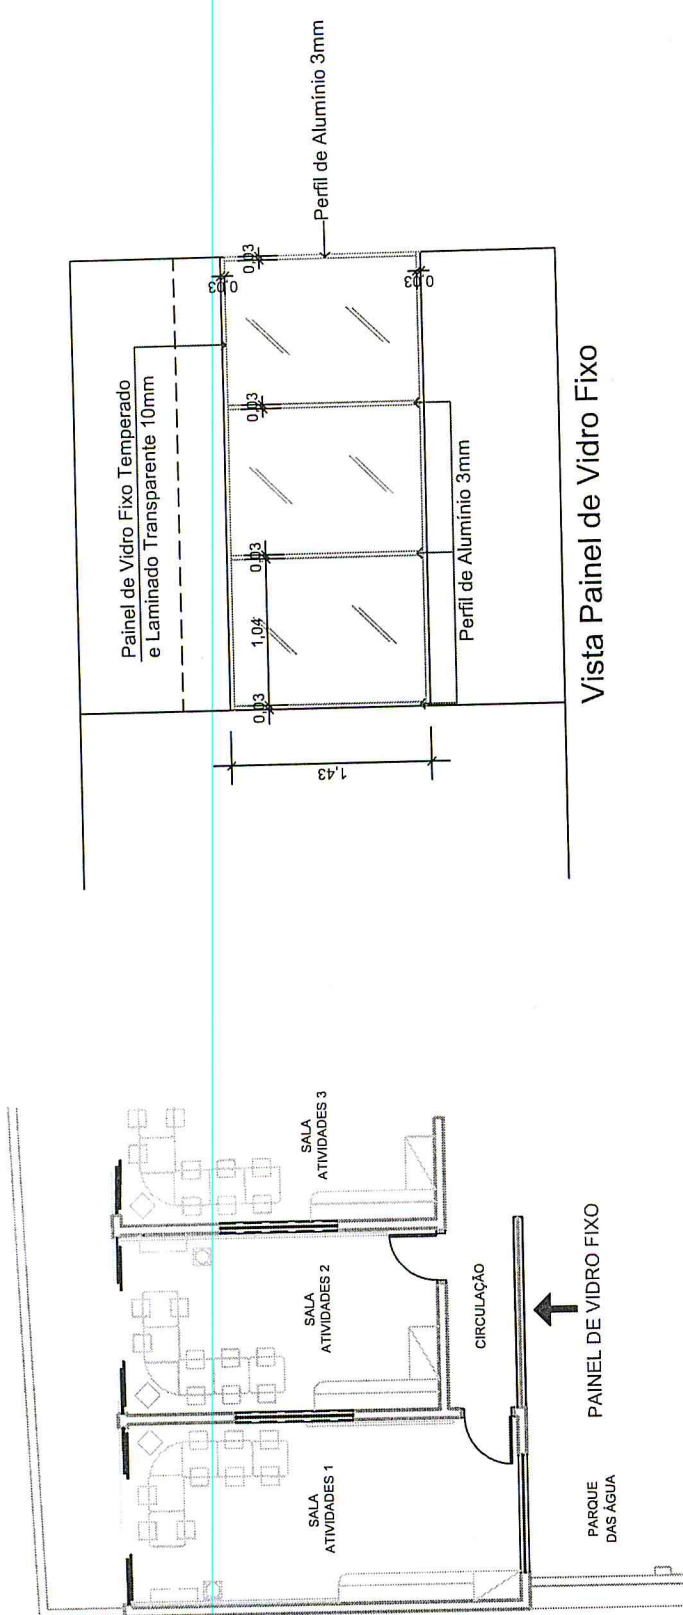 Painel de Vidro Fixo Temperado
e Laminado Transparente 10mm
0,03
0,03
Perfil de Alumínio 3mm
0,03
0,03
0,03
1,04
0,03
1,43
Perfil de Alumínio 3mm
Vista Painel de Vidro Fixo
SALA
ATIVIDADES 1
SALA
ATIVIDADES 2
SALA
ATIVIDADES 3
CIRCULAÇÃO
PARQUE
DAS ÁGUA
PAINEL DE VIDRO FIXO